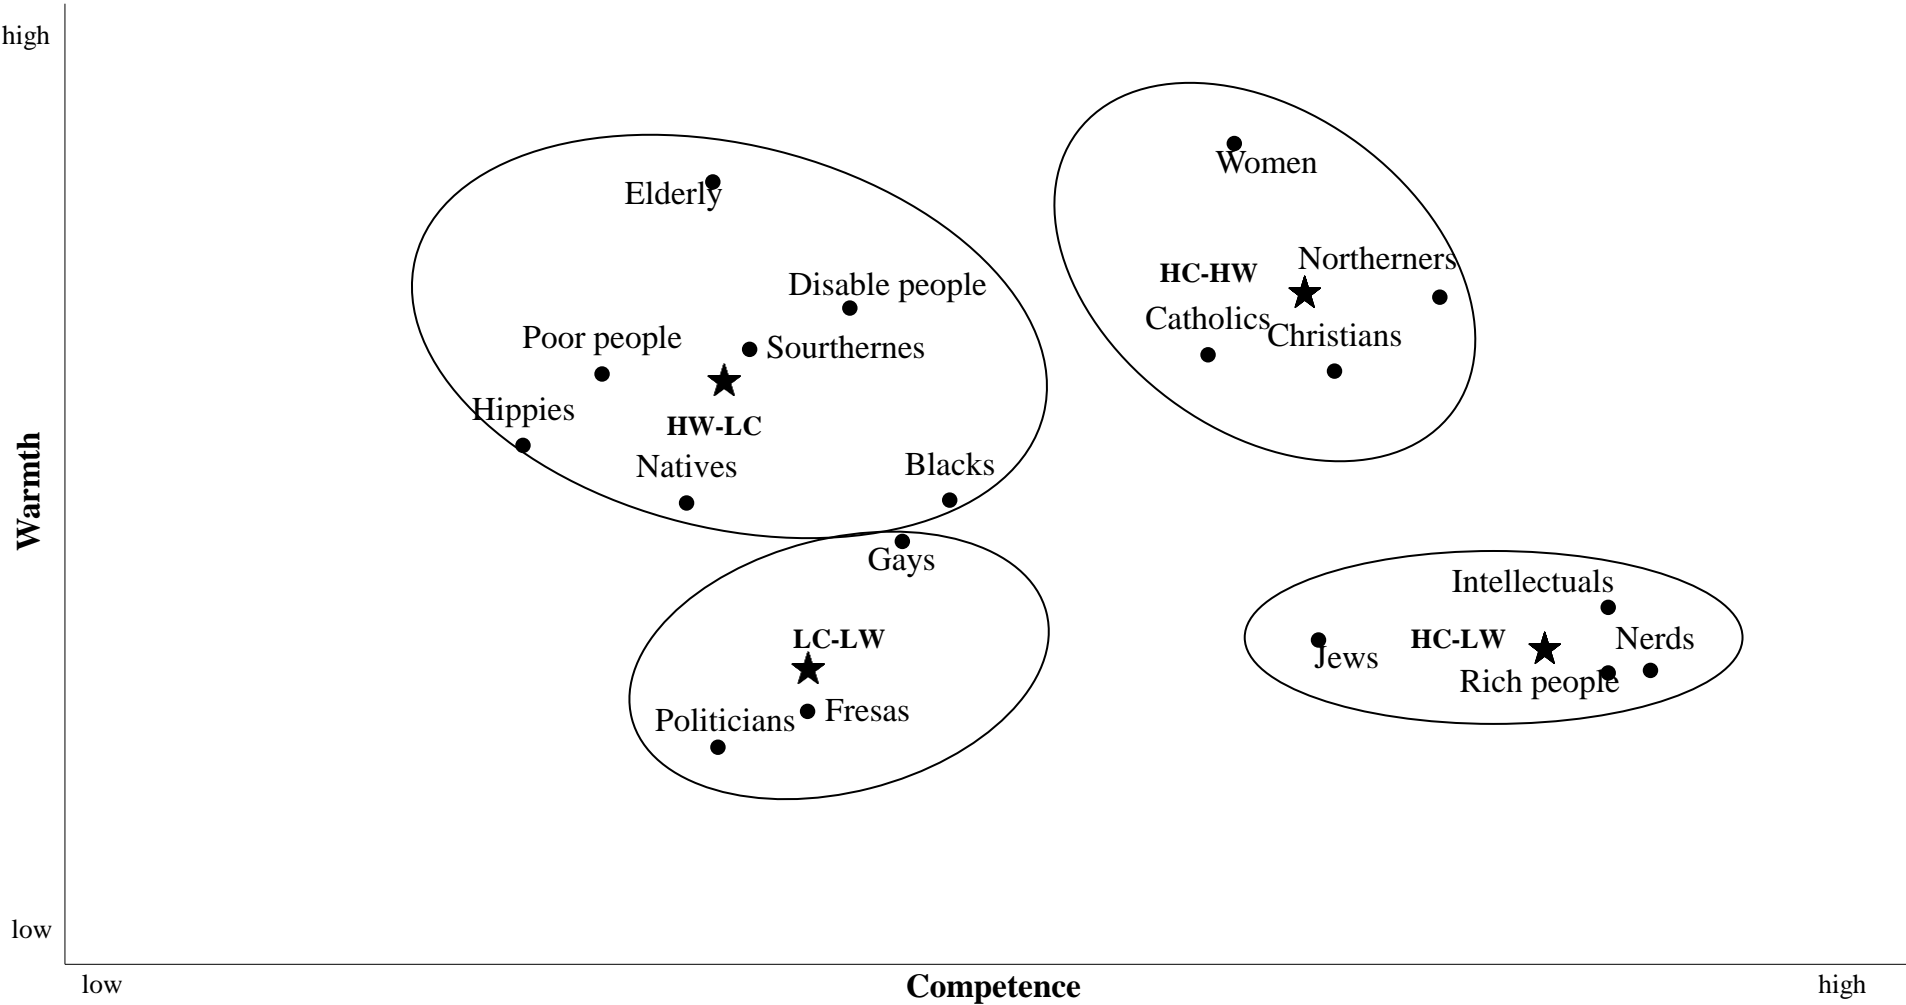 high
Women
Elderly
Northerners
HC-HW
Disable people
Catholics
Christians
Poor people
Sourthernes
Hippies
HW-LC
Natives
Blacks
Warmth
Gays
Intellectuals
LC-LW
HC-LW
Nerds
Jews
Rich people
Politicians
Fresas
low
low
Competence
high